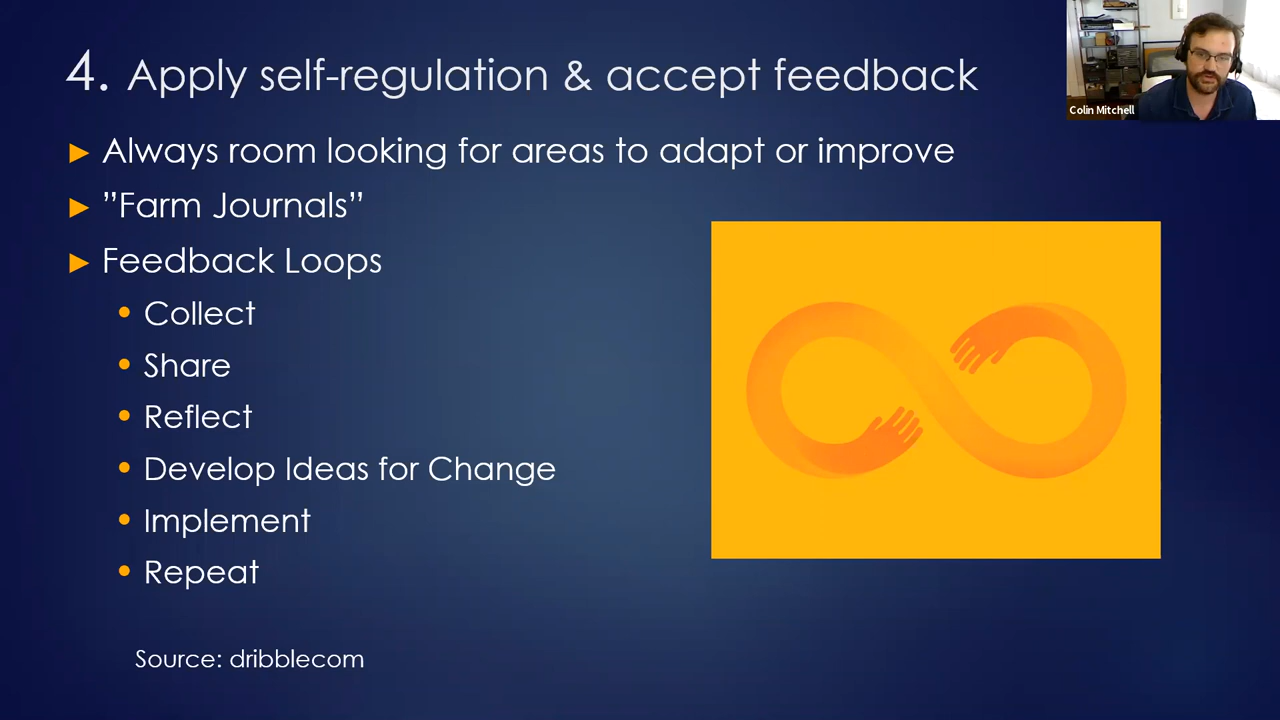 4. Apply self-regulation & accept feedback
Colin Mitchell
► Always room looking for areas to adapt or improve
► ”Farm Journals”
► Feedback Loops
• Collect
• Share
• Reflect
• Develop Ideas for Change
• Implement
• Repeat
Source: dribblecom